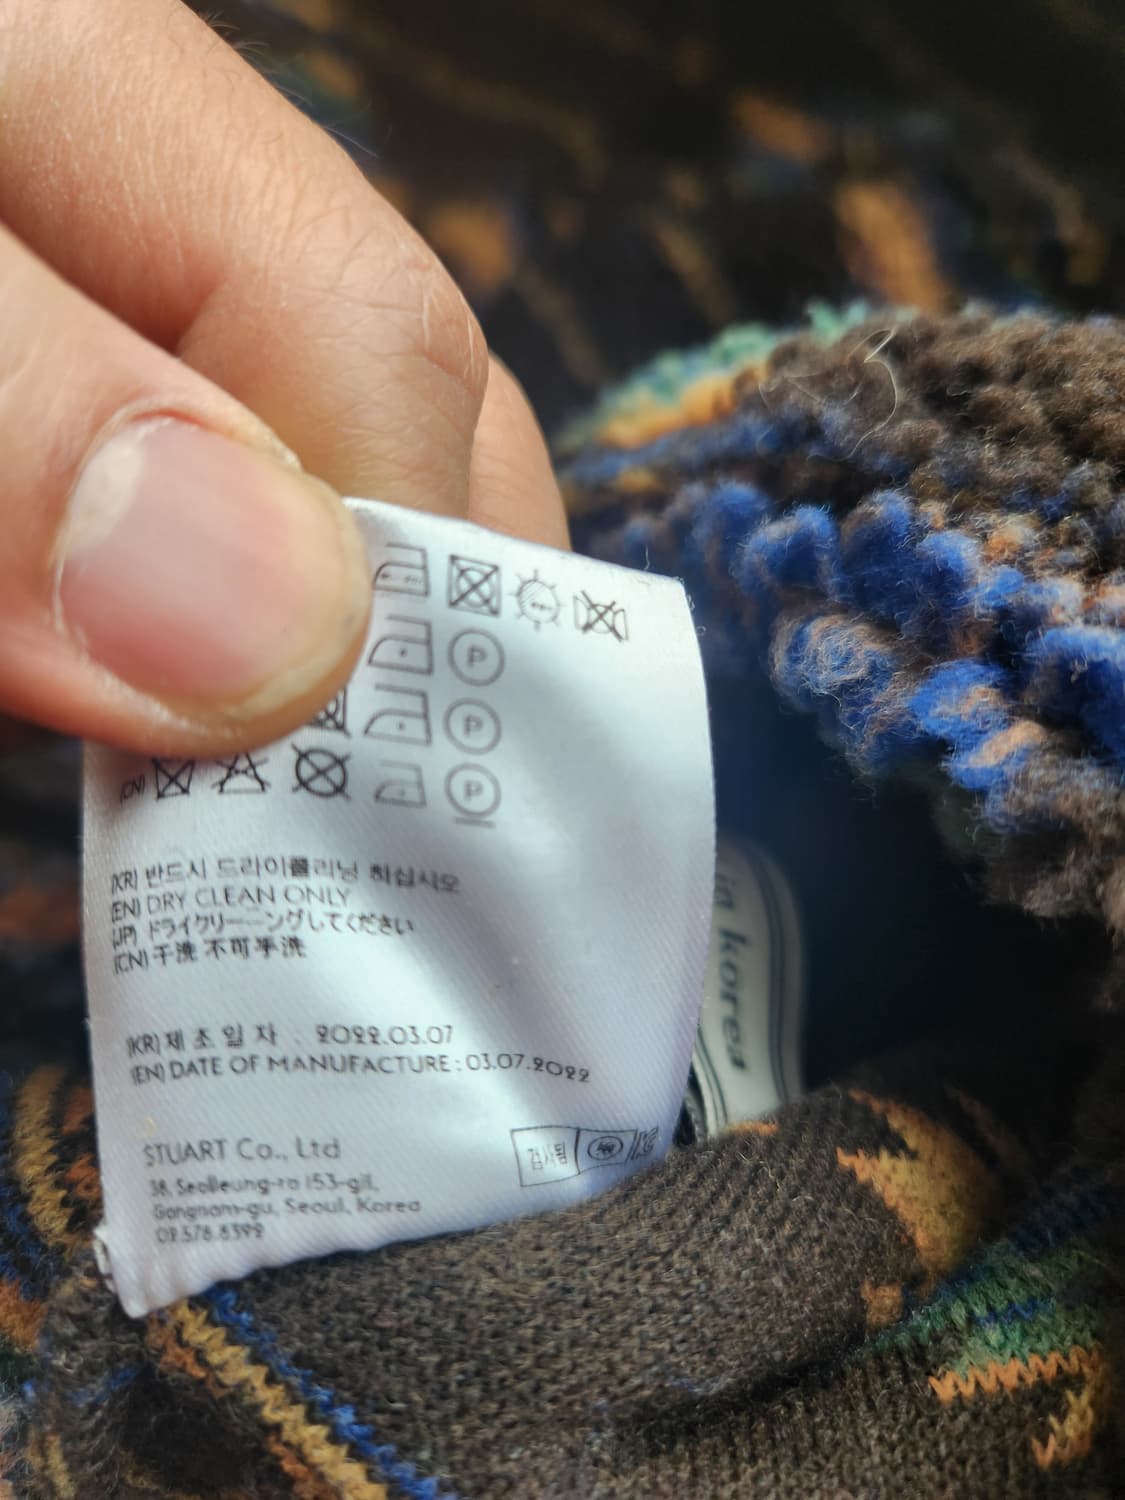 P
P
(CN)
P
(KR) 반드시 드라이클리닝 하십시오
(EN) DRY CLEAN ONLY
(JP) ドライクリーニングしてください
(CN) 干洗 不可手洗
(KR) 제 조 일 자 : 2022.03.07
(EN) DATE OF MANUFACTURE : 03.07.2022
STUART Co., Ltd
검사필
38, Seolleung-ro 153-gil,
Gangnam-gu, Seoul, Korea
in korea